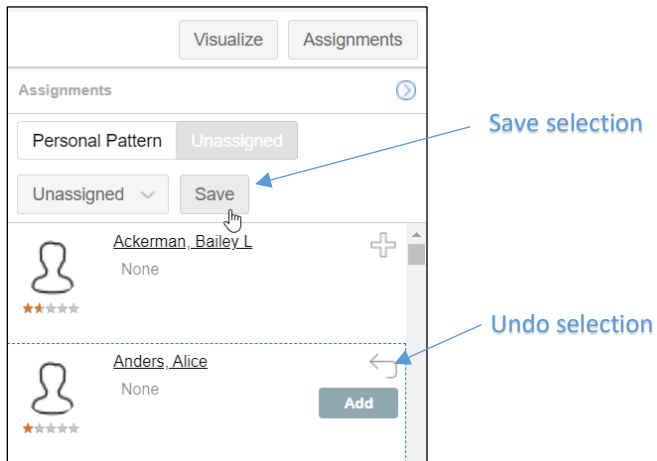 Visualize Assignments
Assignments
Save selection
Personal Pattern Unassigned
Unassigned Save
Ackerman, Bailey L
None
Undo selection
Anders, Alice
None
Add